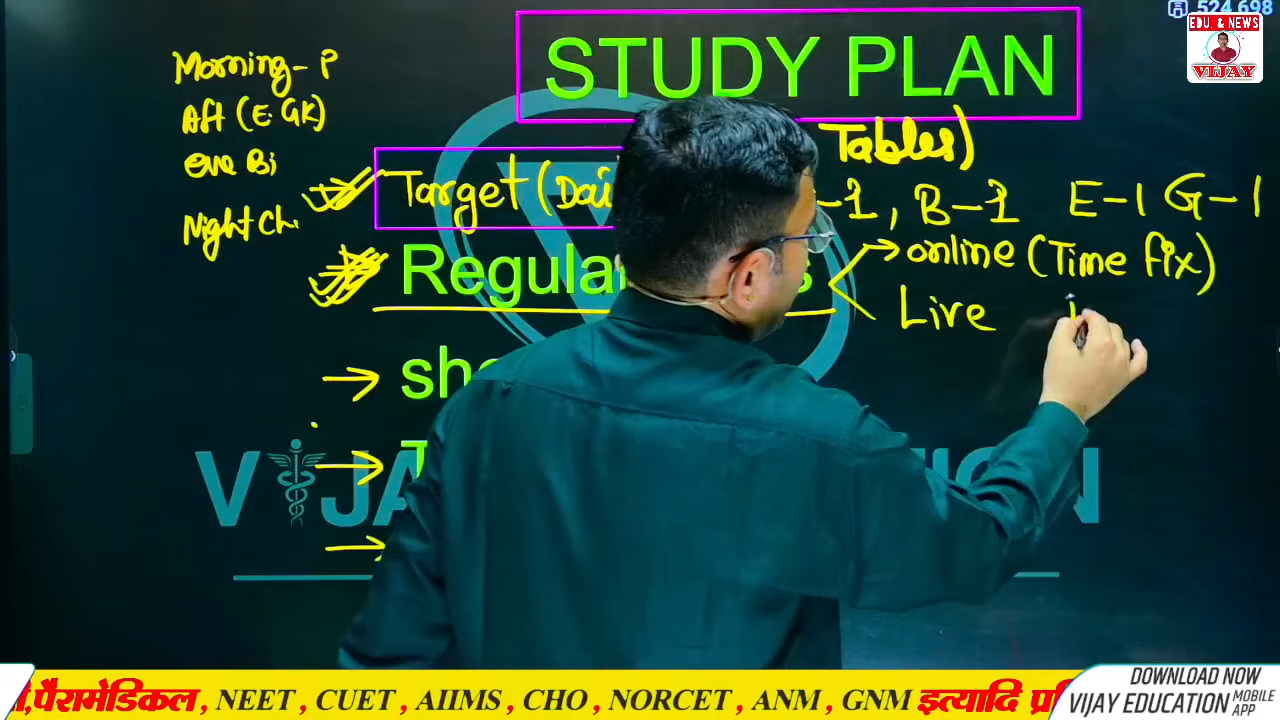 524,698
EDU. & NEWS
VIJAY
STUDY PLAN
Morning - P
Aft (E. GK)
eve Bi
Night Ch.
Tables)
Target (Dai -1, B-1 E-1 G-1
Regula s
online (Time fix)
Live
sh
DOWNLOAD NOW
VIJAY EDUCATION MOBILE APP
पैरामेडिकल, NEET, CUET, AIIMS, CHO, NORCET, ANM, GNM इत्यादि